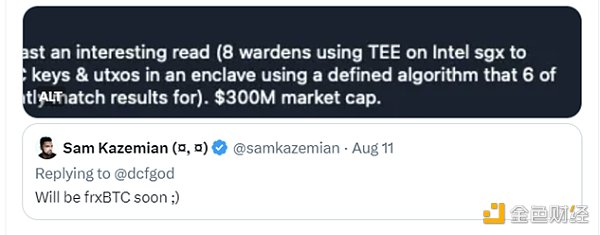 ast an interesting read (8 wardens using TEE on Intel sgx to
C keys & utxos in an enclave using a defined algorithm that 6 of
match results for). $300M market cap.
ALT
Sam Kazemian (¤, ¤) @samkazemian · Aug 11
Replying to @dcfgod
Will be frxBTC soon ;)
金色财经